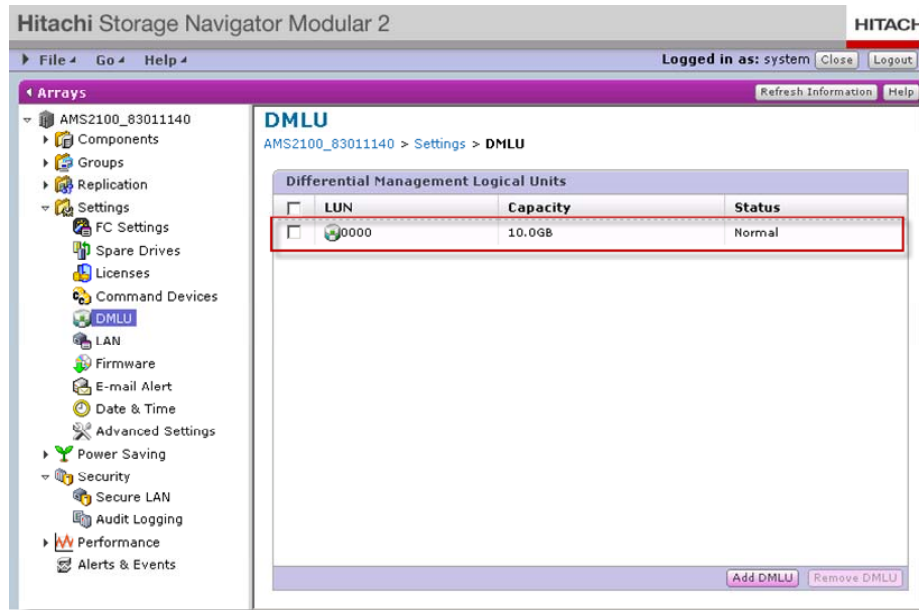 Hitachi Storage Navigator Modular 2
HITACH
File Go Help Logged in as: system Close Logout
Arrays Refresh Information Help
AMS2100_83011140
Components
Groups
Replication
Settings
FC Settings
Spare Drives
Licenses
Command Devices
DMLU
LAN
Firmware
E-mail Alert
Date & Time
Advanced Settings
Power Saving
Security
Secure LAN
Audit Logging
Performance
Alerts & Events
DMLU
AMS2100_83011140 > Settings > DMLU
Differential Management Logical Units
LUN Capacity Status
0000 10.0GB Normal
Add DMLU Remove DMLU